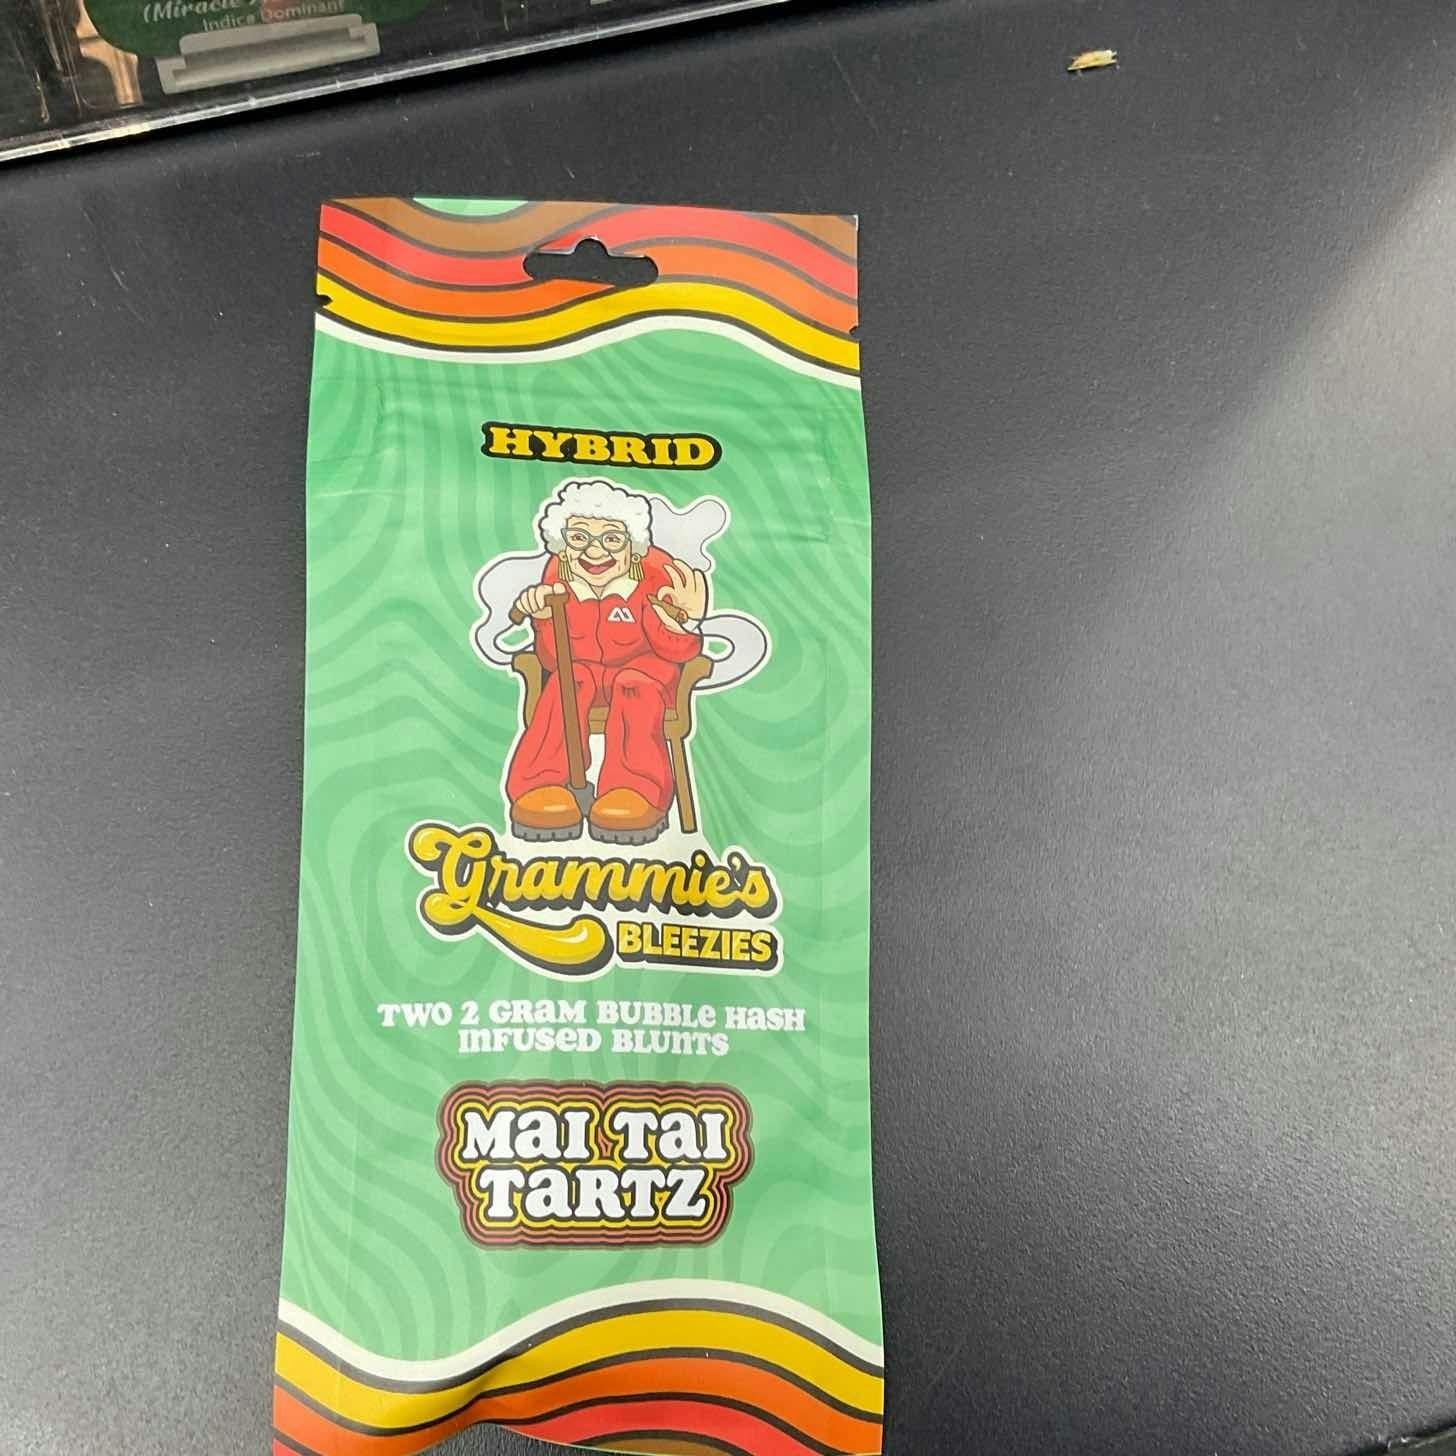 (Miracle
Indica Dominant
HYBRID
Grammie's
BLEEZIES
TWO 2 GRAM BUBBLE HASH
INFUSED BLUNTS
MAI TAI
TARTZ